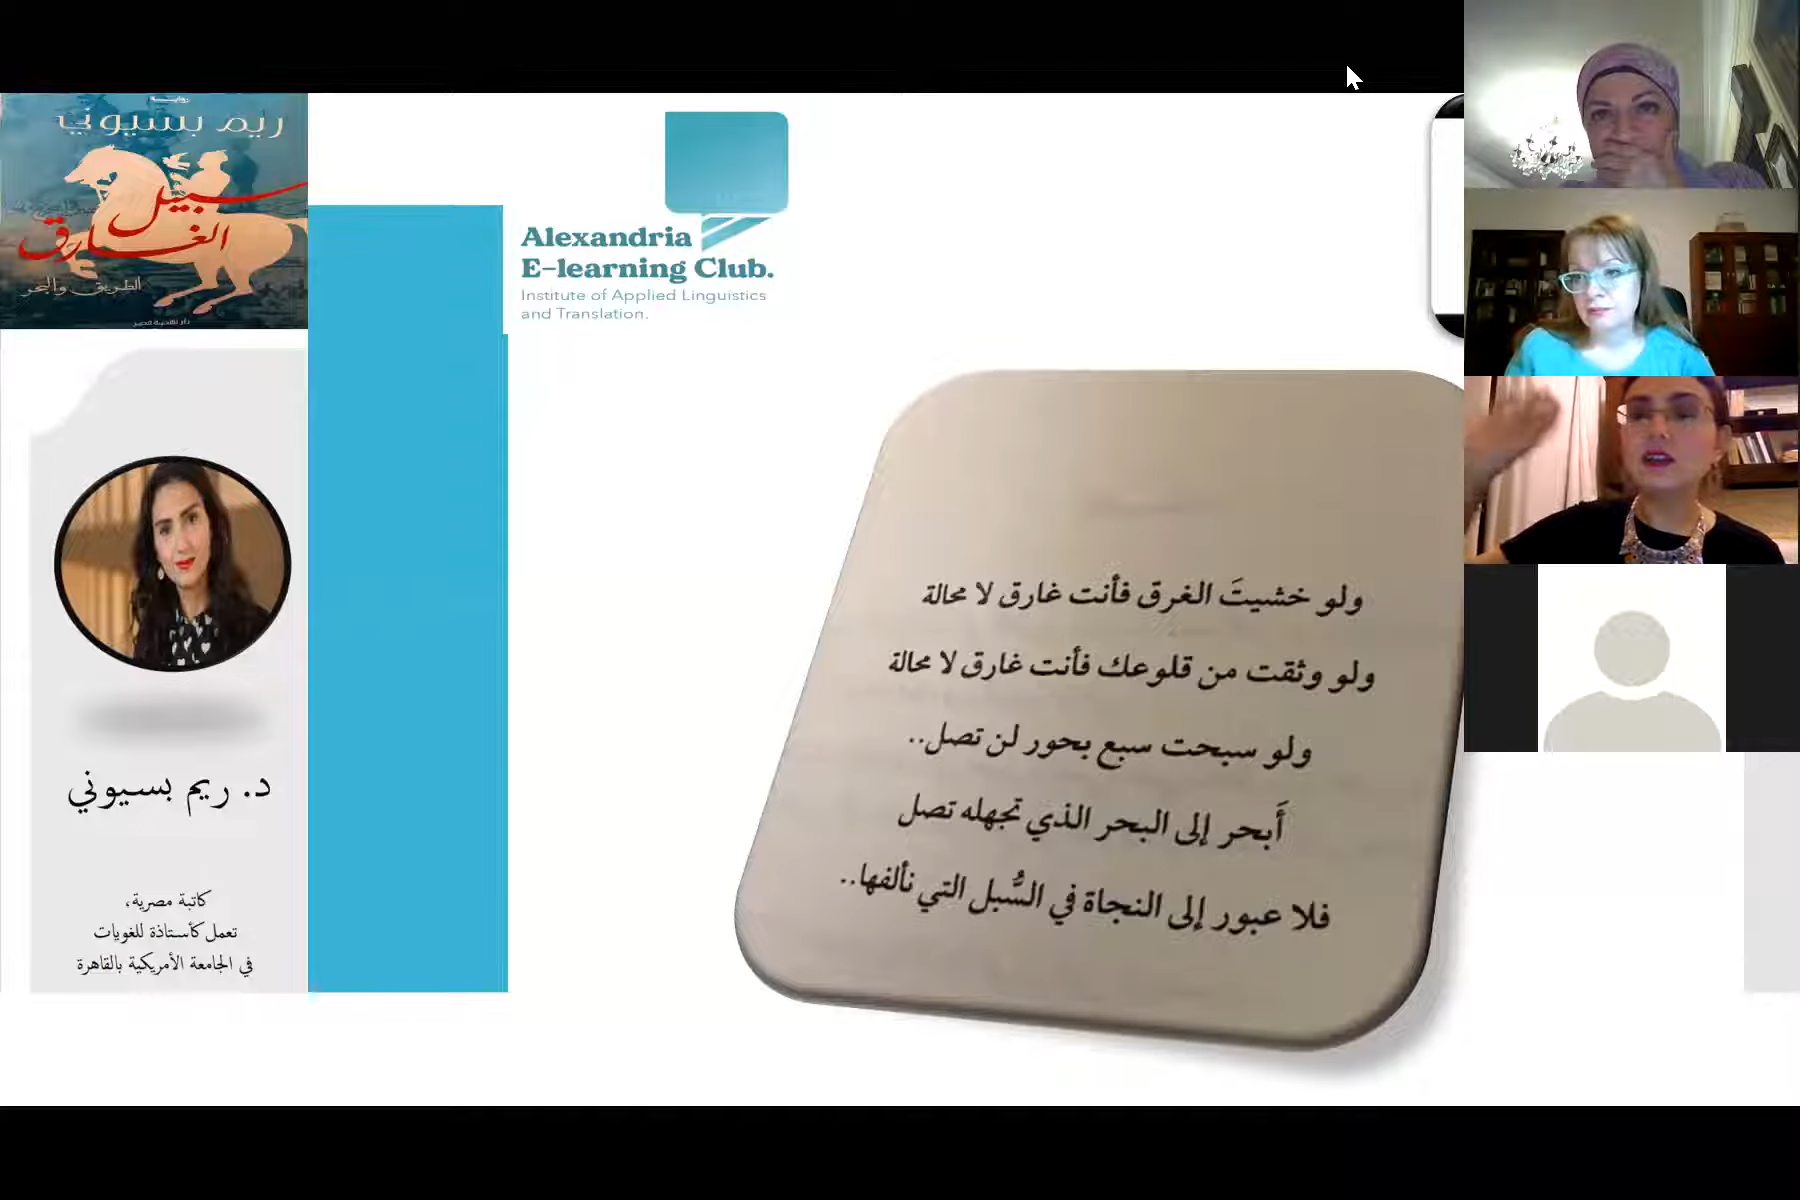 روايـــة
ريم بسيوني
سبيل
الغارق
الطريق والبحر
Alexandria
E-learning Club.
Institute of Applied Linguistics
and Translation.
ولو خشيتَ الغرق فأنت غارق لا محالة
ولو وثقت من قلوعك فأنت غارق لا محالة
ولو سبحت سبع بحور لن تصل..
أَبحر إلى البحر الذي تجهله تصل
فلا عبور إلى النجاة في السُّبل التي نألفها..
د. ريم بسيوني
كاتبة مصرية،
تعمل كأستاذة للغويات
في الجامعة الأمريكية بالقاهرة